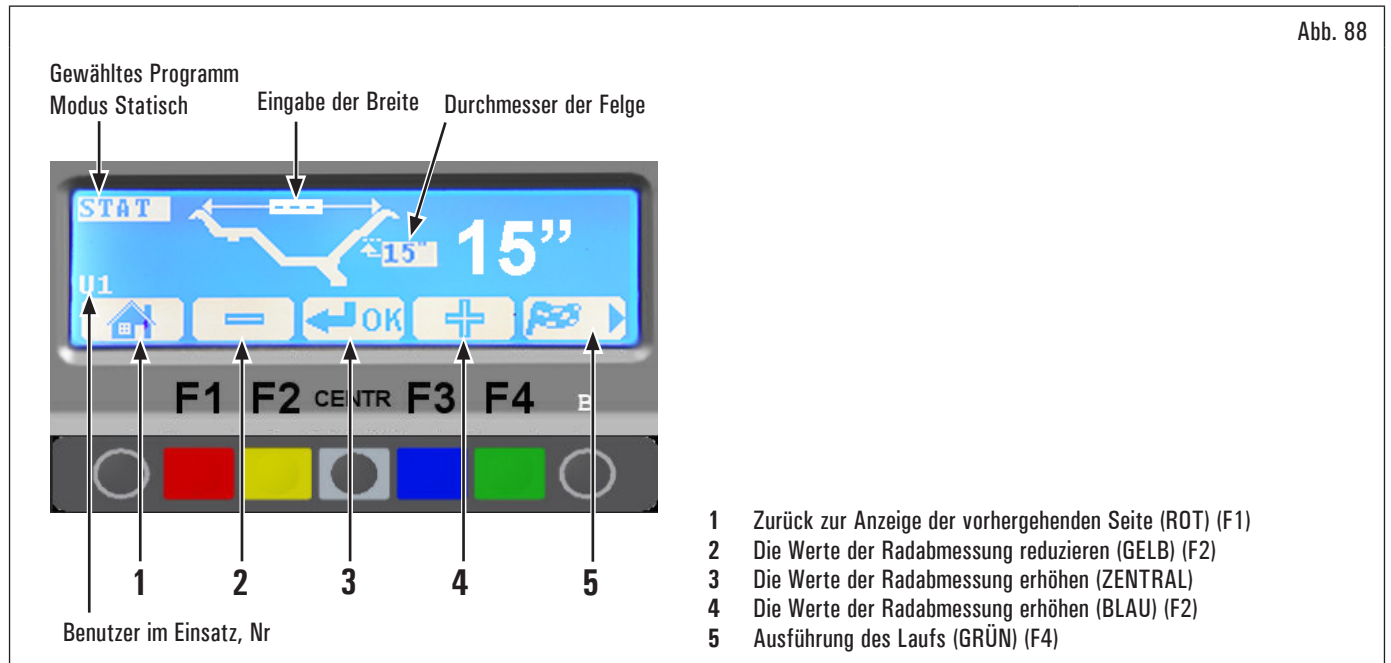 Abb. 88
Gewähltes Programm
Modus Statisch
Eingabe der Breite
Durchmesser der Felge
STAT
---
15"
15”
U1
OK
F1 F2 CENTR F3 F4 B
1 2 3 4 5
Benutzer im Einsatz, Nr
1 Zurück zur Anzeige der vorhergehenden Seite (ROT) (F1)
2 Die Werte der Radabmessung reduzieren (GELB) (F2)
3 Die Werte der Radabmessung erhöhen (ZENTRAL)
4 Die Werte der Radabmessung erhöhen (BLAU) (F2)
5 Ausführung des Laufs (GRÜN) (F4)